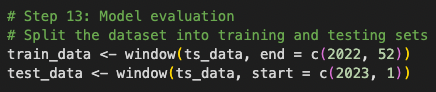 # Step 13: Model evaluation
# Split the dataset into training and testing sets
train_data <- window(ts_data, end = c(2022, 52))
test_data <- window(ts_data, start = c(2023, 1))